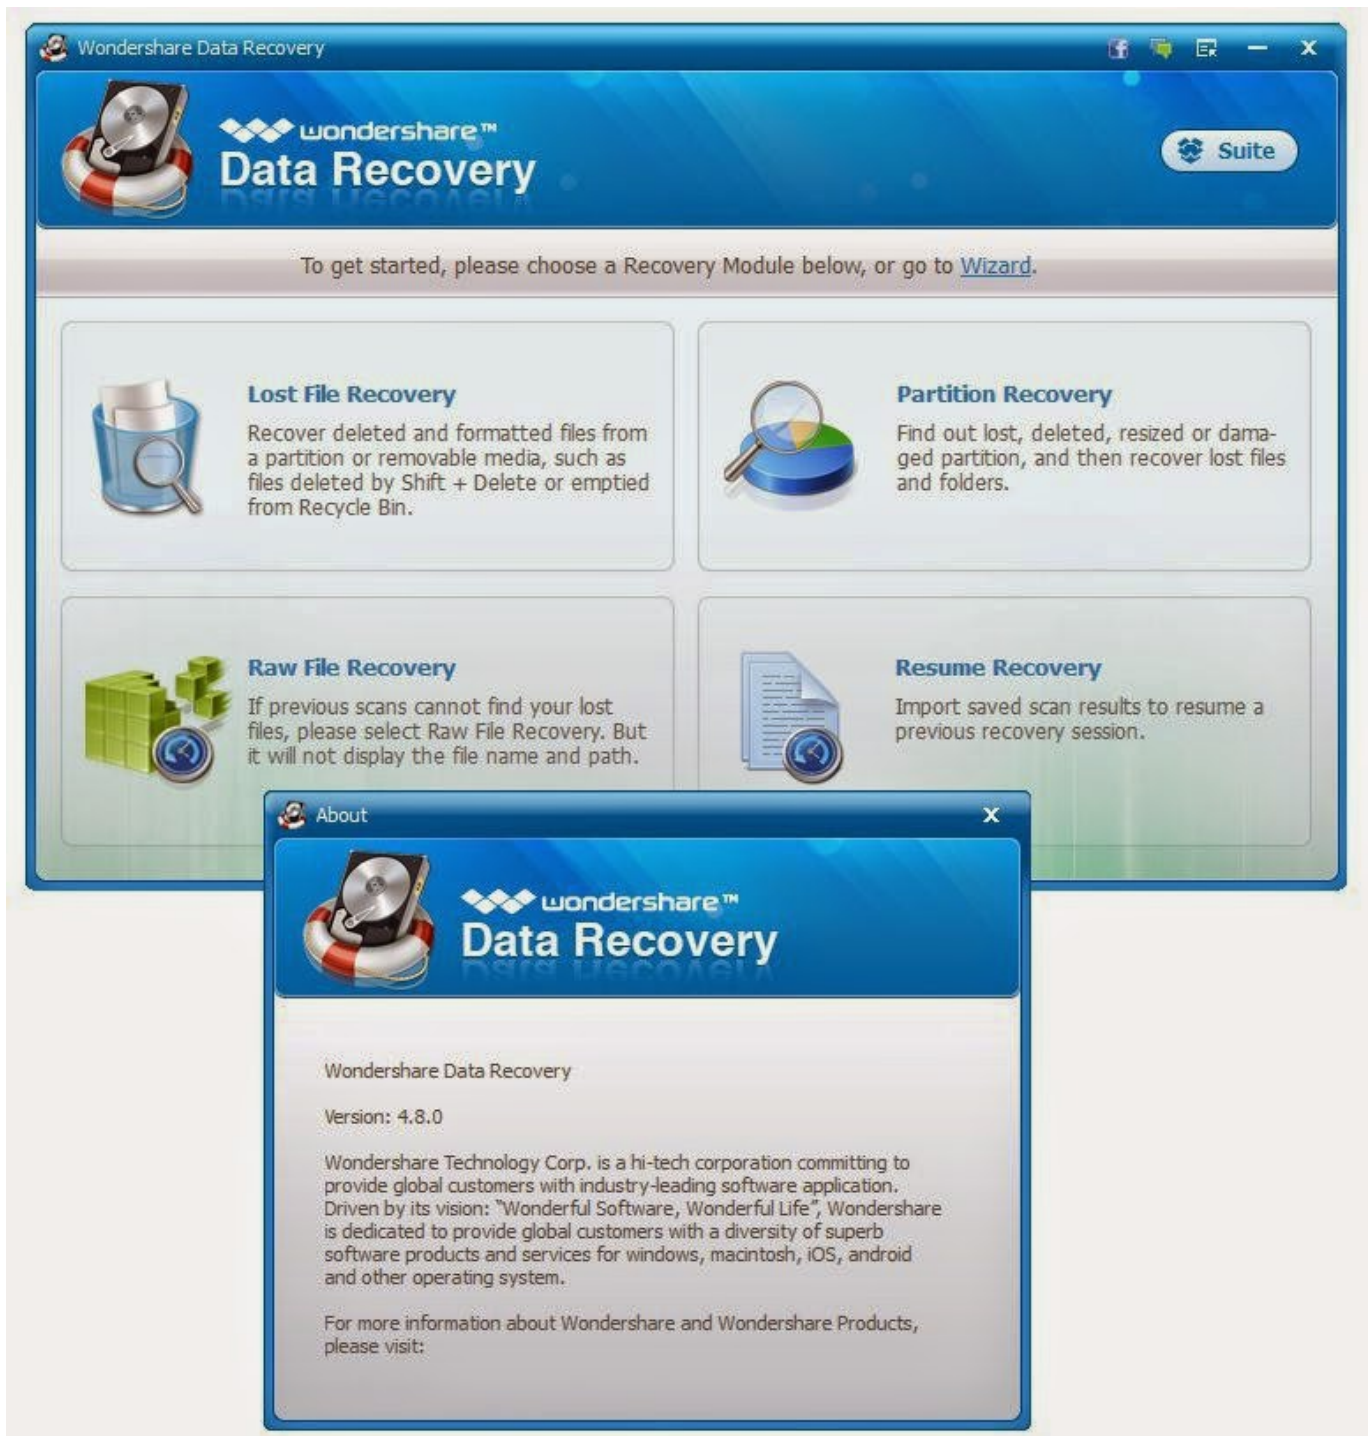 Wondershare Data Recovery
wondershare™
Data Recovery
Suite
To get started, please choose a Recovery Module below, or go to Wizard.
Lost File Recovery
Recover deleted and formatted files from
a partition or removable media, such as
files deleted by Shift + Delete or emptied
from Recycle Bin.
Partition Recovery
Find out lost, deleted, resized or dama-
ged partition, and then recover lost files
and folders.
Raw File Recovery
If previous scans cannot find your lost
files, please select Raw File Recovery. But
it will not display the file name and path.
Resume Recovery
Import saved scan results to resume a
previous recovery session.
About
wondershare™
Data Recovery
Wondershare Data Recovery
Version: 4.8.0
Wondershare Technology Corp. is a hi-tech corporation committing to
provide global customers with industry-leading software application.
Driven by its vision: “Wonderful Software, Wonderful Life”, Wondershare
is dedicated to provide global customers with a diversity of superb
software products and services for windows, macintosh, iOS, android
and other operating system.
For more information about Wondershare and Wondershare Products,
please visit: